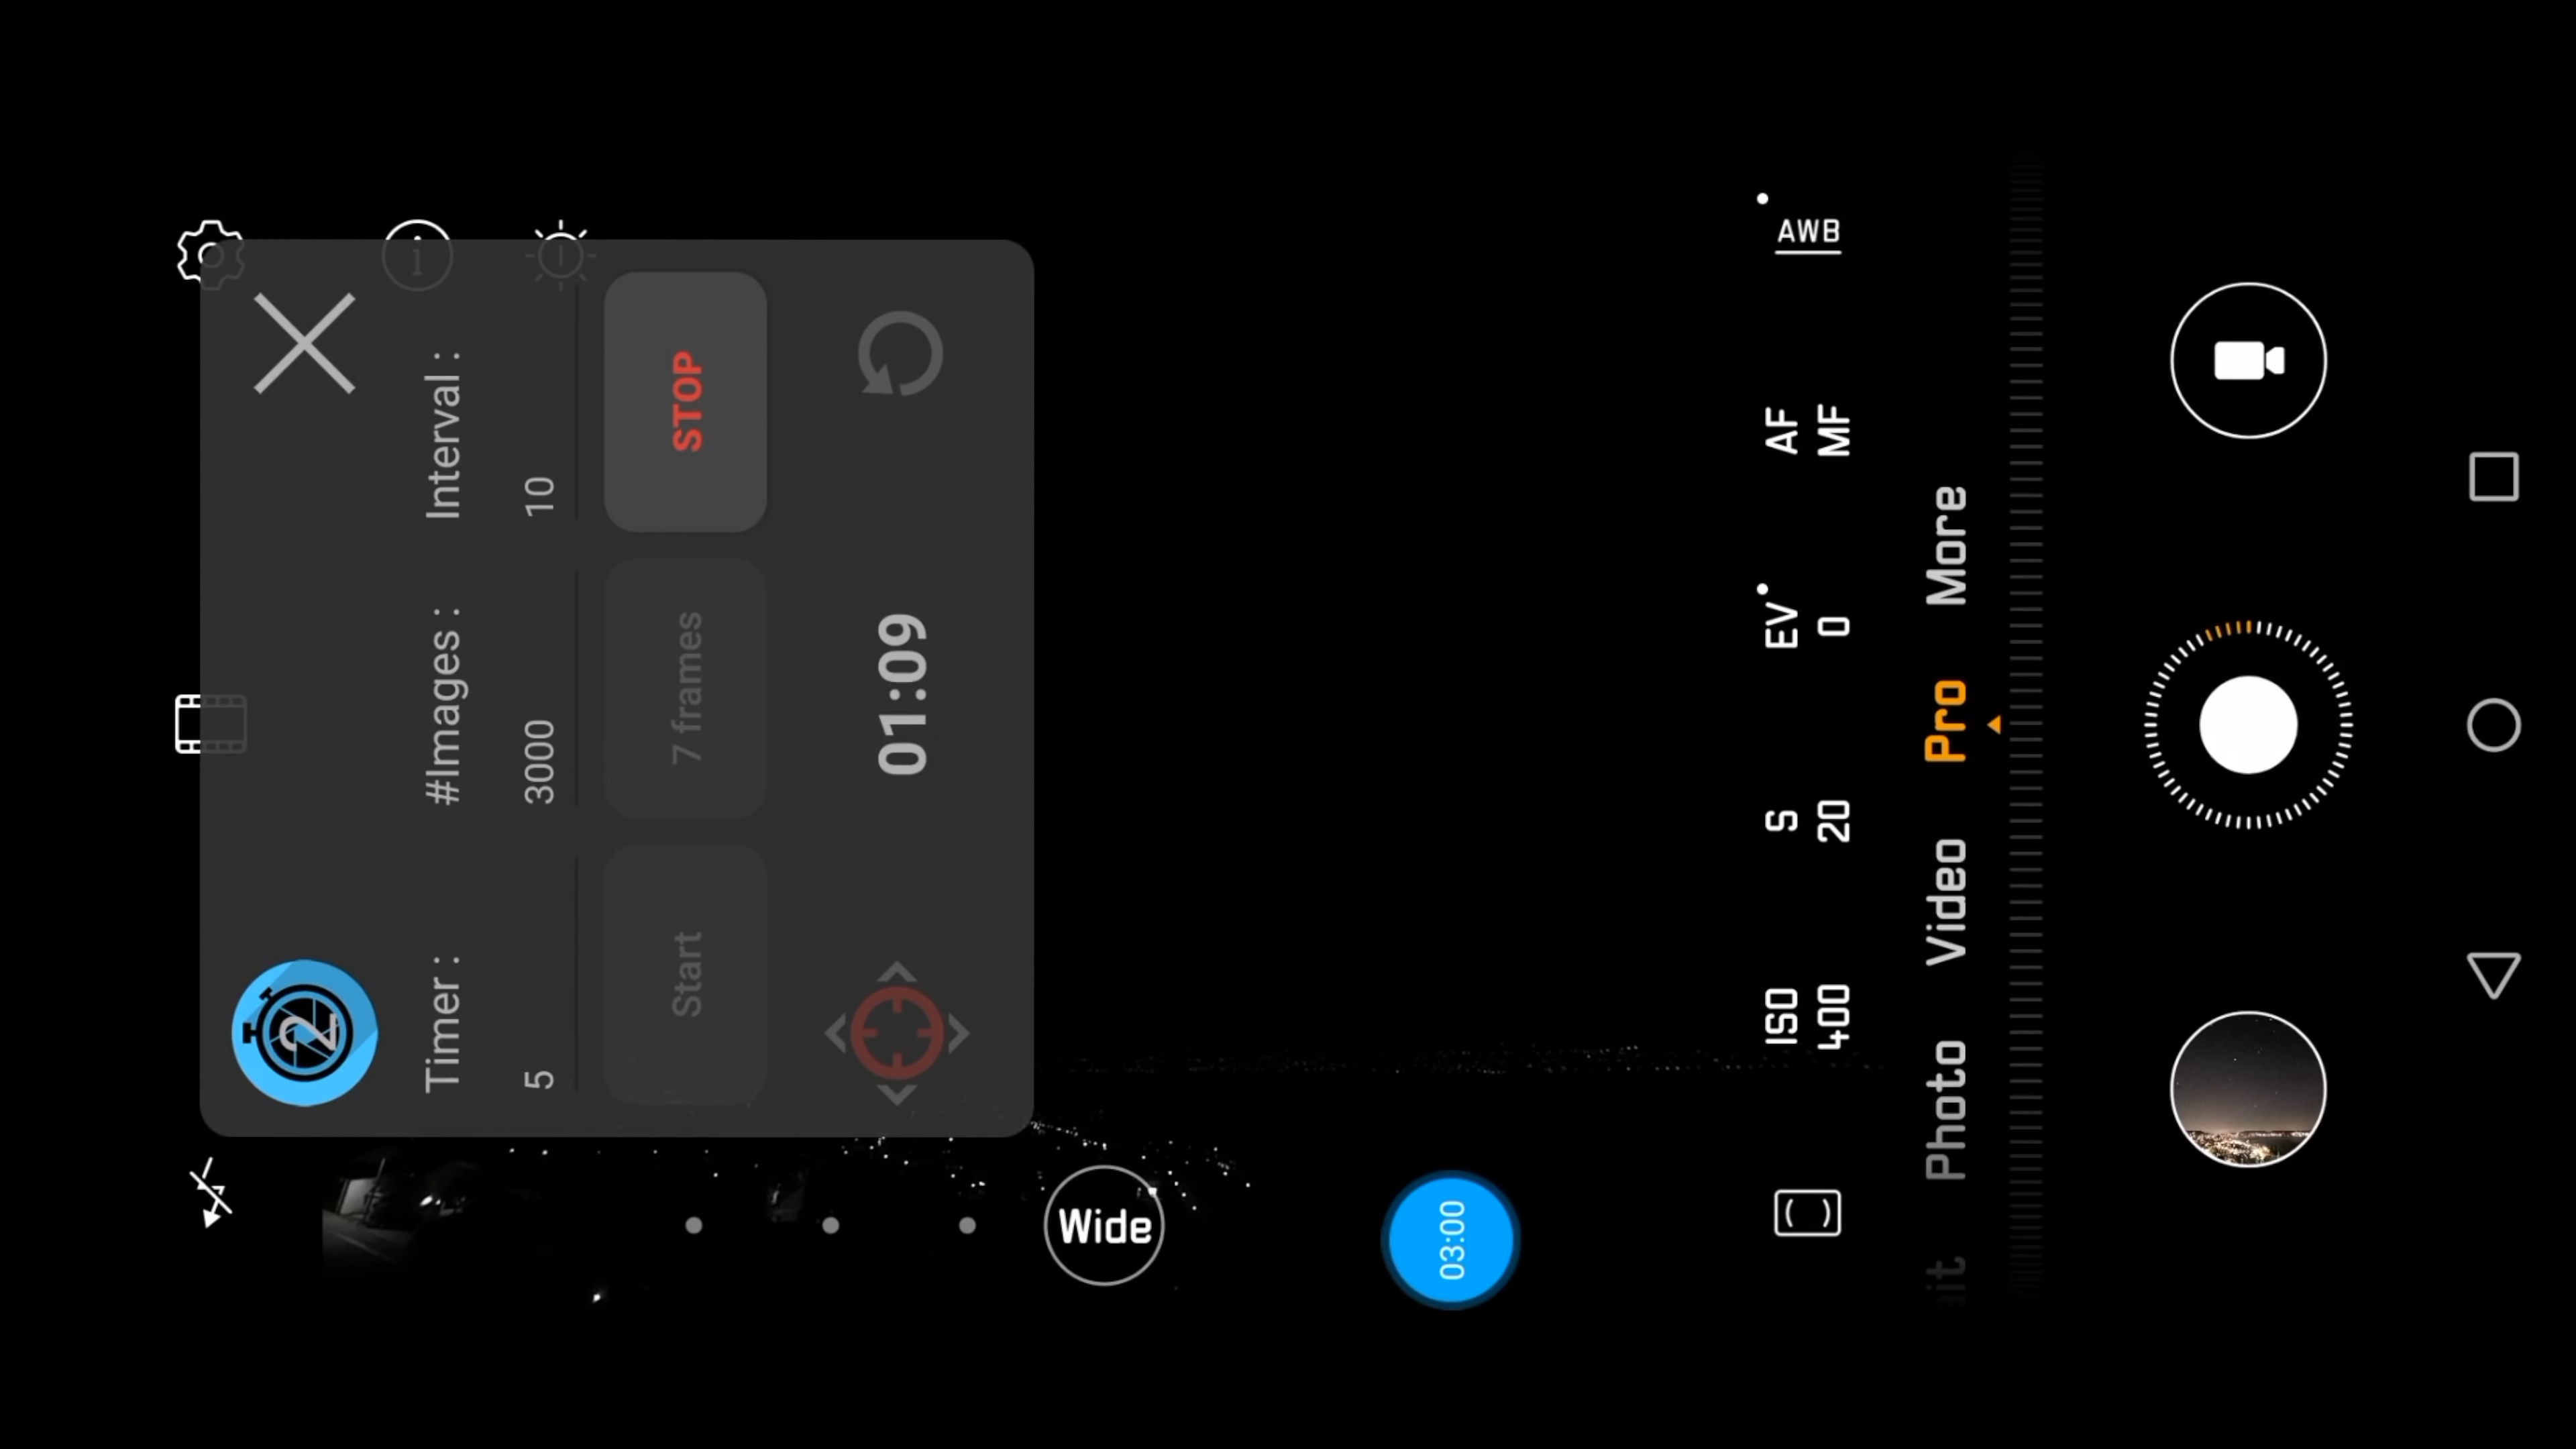 2
Timer :
#Images :
Interval :
5
3000
10
Start
7 frames
STOP
01:09
Wide
03:00
ISO
400
S
20
EV
0
AF
MF
AWB
Photo
Video
Pro
More